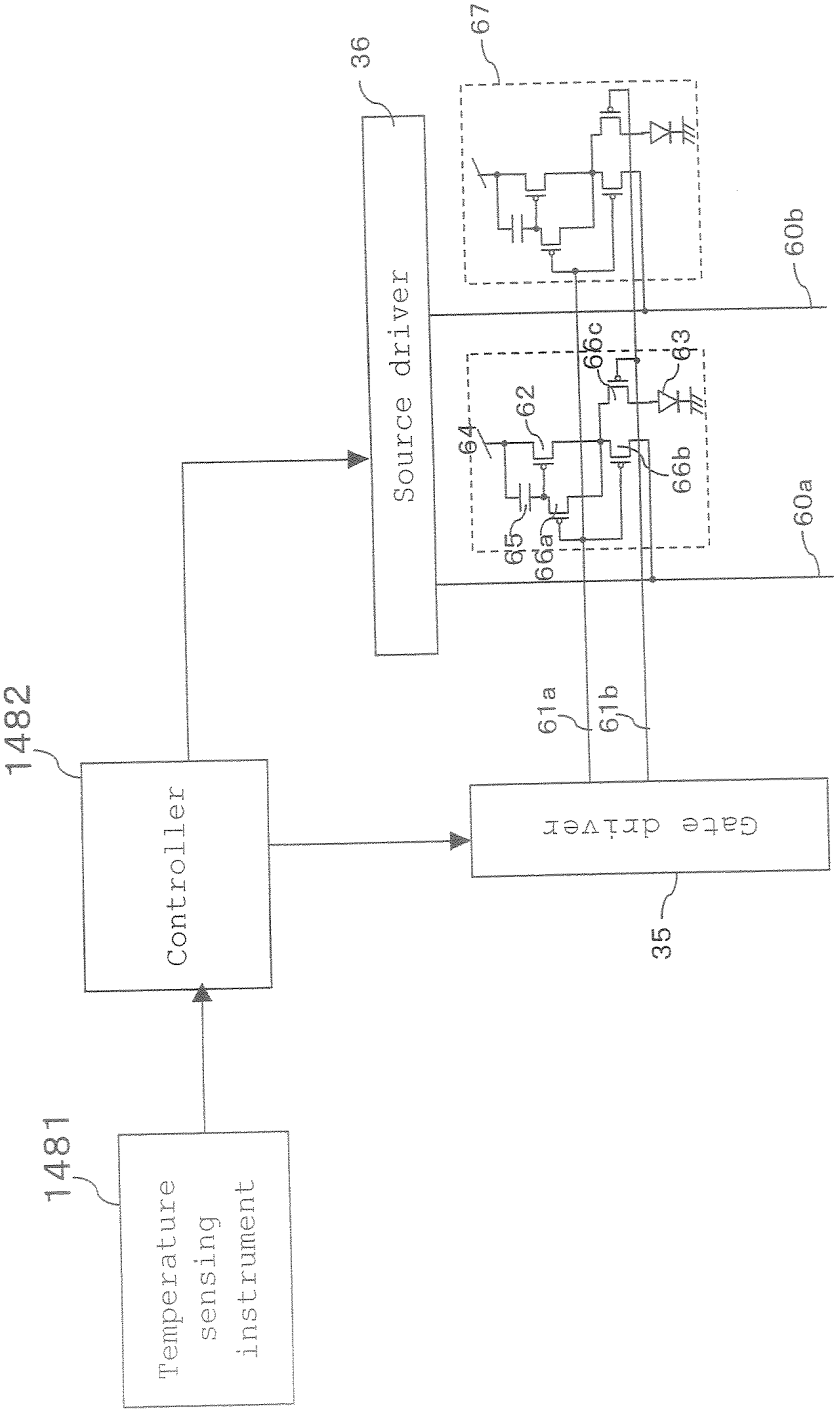 1481
Temperature
sensing
instrument
1482
Controller
36
Source driver
35
Gate driver
61a
61b
60a
60b
67
64
65
62
66a
66b
66c
63